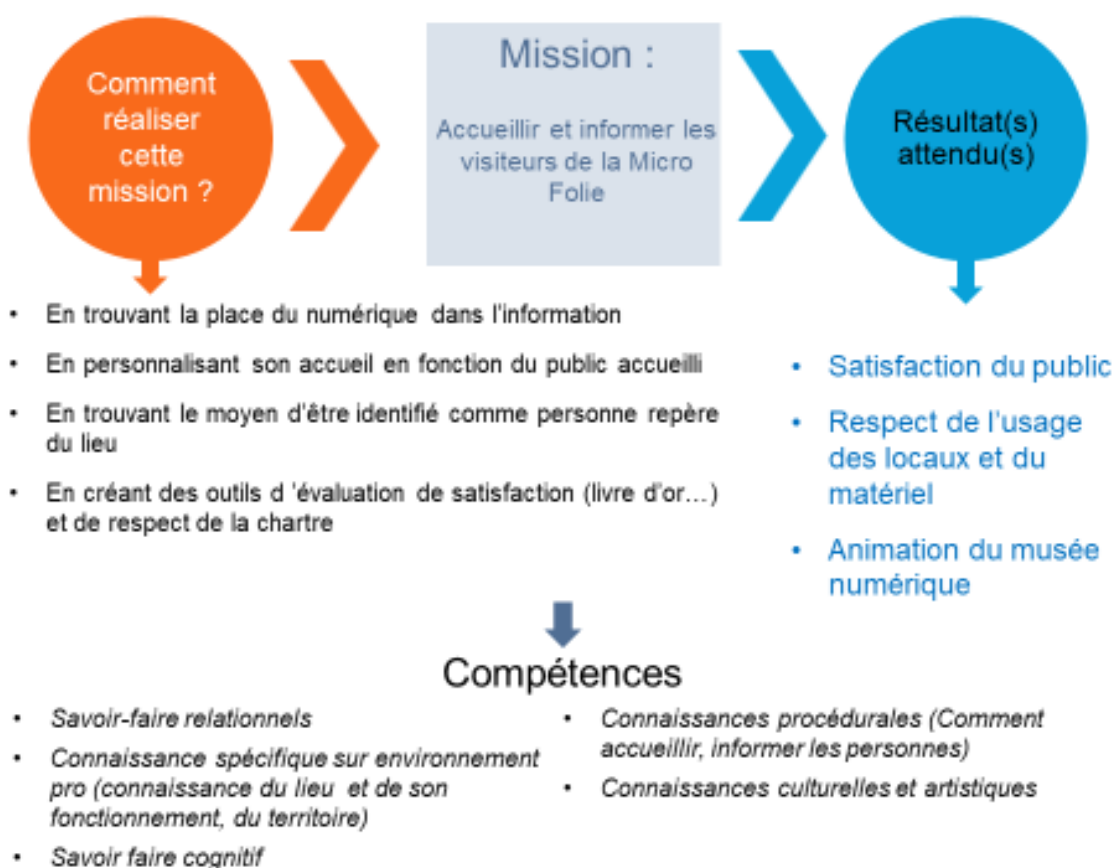 Comment
réaliser
cette
mission ?
Mission :
Accueillir et informer les
visiteurs de la Micro
Folie
Résultat(s)
attendu(s)
• En trouvant la place du numérique dans l'information
• En personnalisant son accueil en fonction du public accueilli
• En trouvant le moyen d'être identifié comme personne repère
du lieu
• En créant des outils d 'évaluation de satisfaction (livre d'or…)
et de respect de la chartre
• Satisfaction du public
• Respect de l'usage
des locaux et du
matériel
• Animation du musée
numérique
Compétences
• Savoir-faire relationnels
• Connaissance spécifique sur environnement
pro (connaissance du lieu et de son
fonctionnement, du territoire)
• Savoir faire cognitif
• Connaissances procédurales (Comment
accueillir, informer les personnes)
• Connaissances culturelles et artistiques